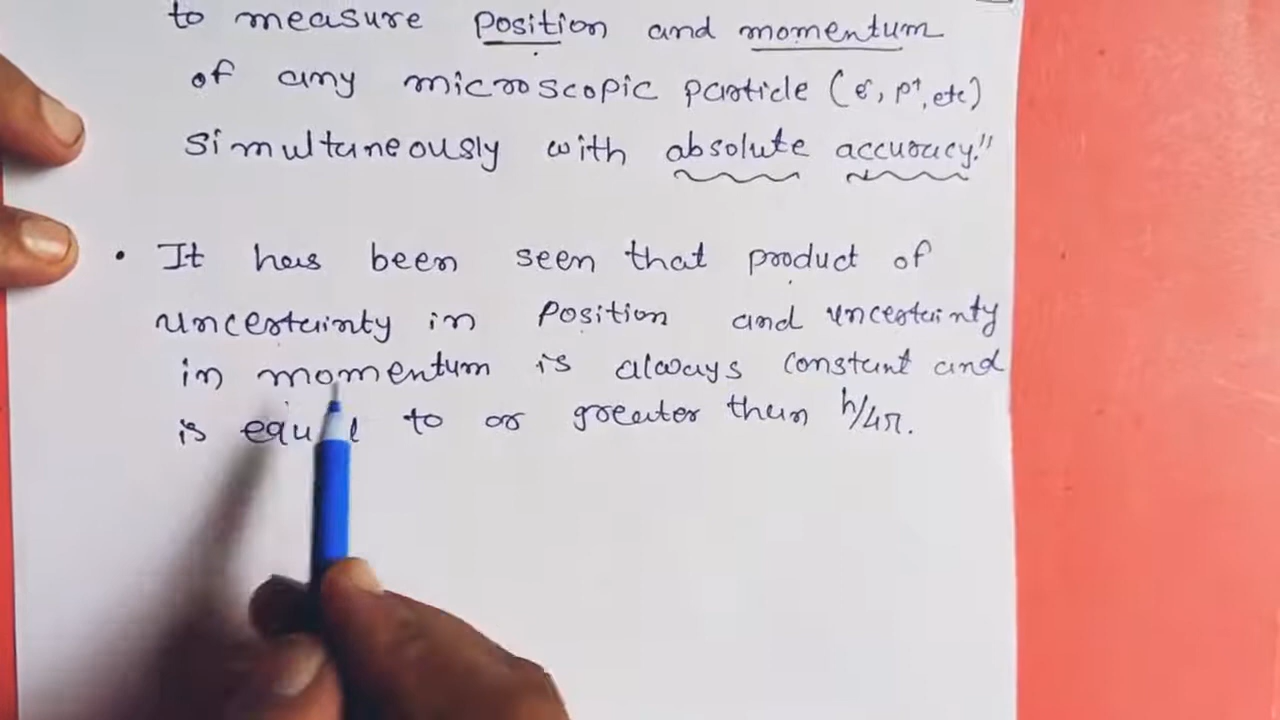 to measure position and momentum
of any microscopic particle (e⁻, p⁺, etc)
simultaneously with absolute accuracy."
• It has been seen that product of
uncertainty in position and uncertainty
in momentum is always constant and
is equal to or greater than h/4π.